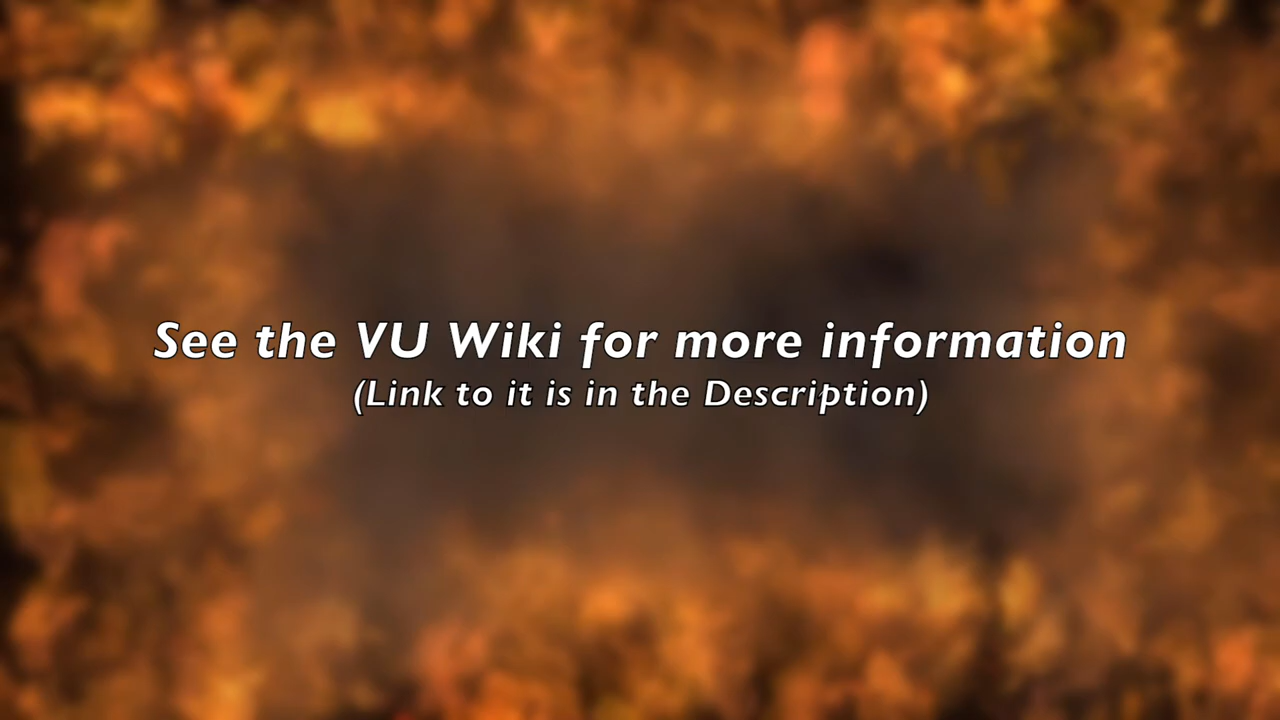 See the VU Wiki for more information
(Link to it is in the Description)